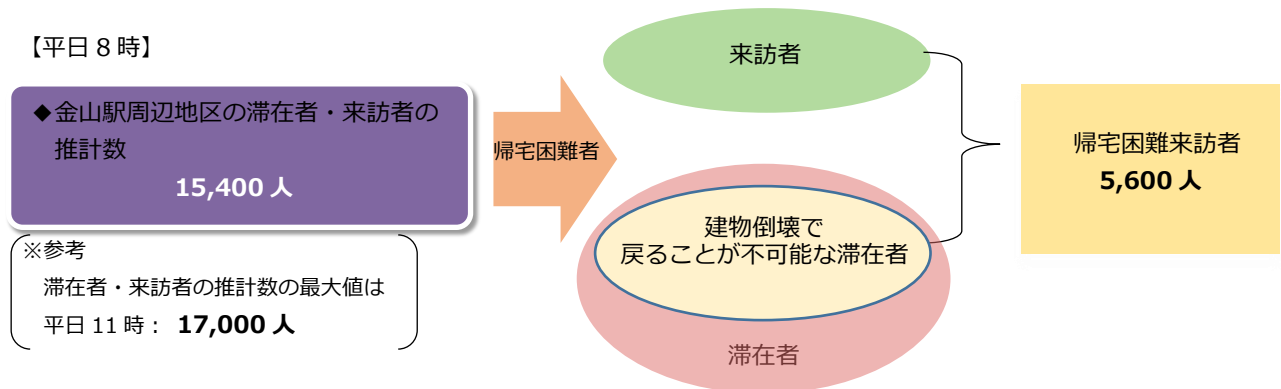 【平日８時】
◆金山駅周辺地区の滞在者・来訪者の
推計数
15,400 人
※参考
滞在者・来訪者の推計数の最大値は
平日 11 時： 17,000 人
帰宅困難者
来訪者
建物倒壊で
戻ることが不可能な滞在者
滞在者
帰宅困難来訪者
5,600 人